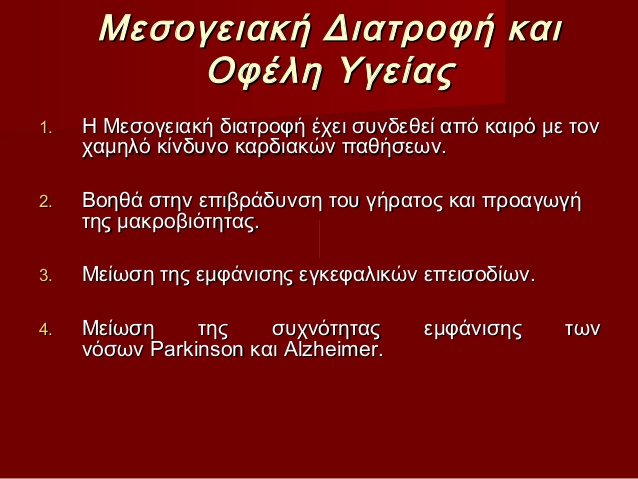 Μεσογειακή Διατροφή και
Οφέλη Υγείας
1. Η Μεσογειακή διατροφή έχει συνδεθεί από καιρό με τον
χαμηλό κίνδυνο καρδιακών παθήσεων.
2. Βοηθά στην επιβράδυνση του γήρατος και προαγωγή
της μακροβιότητας.
3. Μείωση της εμφάνισης εγκεφαλικών επεισοδίων.
4. Μείωση της συχνότητας εμφάνισης των
νόσων Parkinson και Alzheimer.